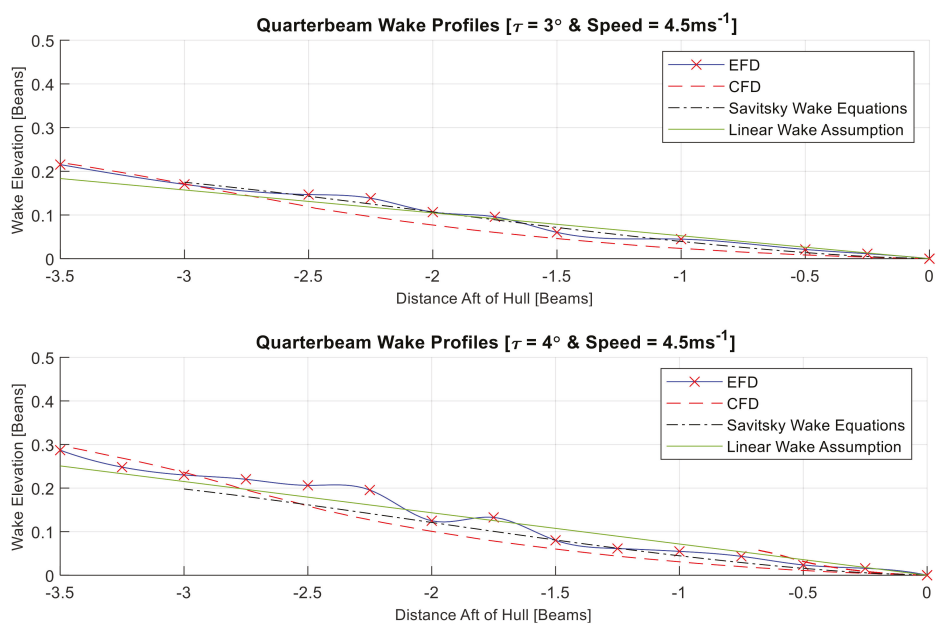 Quarterbeam Wake Profiles [τ = 3° & Speed = 4.5ms⁻¹]
0.5
0.4
0.3
0.2
0.1
0
Wake Elevation [Beans]
EFD
CFD
Savitsky Wake Equations
Linear Wake Assumption
-3.5 -3 -2.5 -2 -1.5 -1 -0.5 0
Distance Aft of Hull [Beams]
Quarterbeam Wake Profiles [τ = 4° & Speed = 4.5ms⁻¹]
0.5
0.4
0.3
0.2
0.1
0
Wake Elevation [Beans]
EFD
CFD
Savitsky Wake Equations
Linear Wake Assumption
-3.5 -3 -2.5 -2 -1.5 -1 -0.5 0
Distance Aft of Hull [Beams]